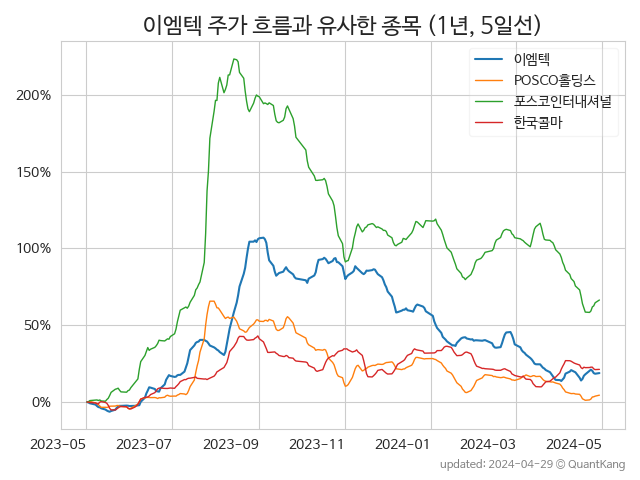 이엠텍 주가 흐름과 유사한 종목 (1년, 5일선)
이엠텍
POSCO홀딩스
포스코인터내셔널
한국콜마
200%
150%
100%
50%
0%
2023-05 2023-07 2023-09 2023-11 2024-01 2024-03 2024-05
updated: 2024-04-29 © QuantKang